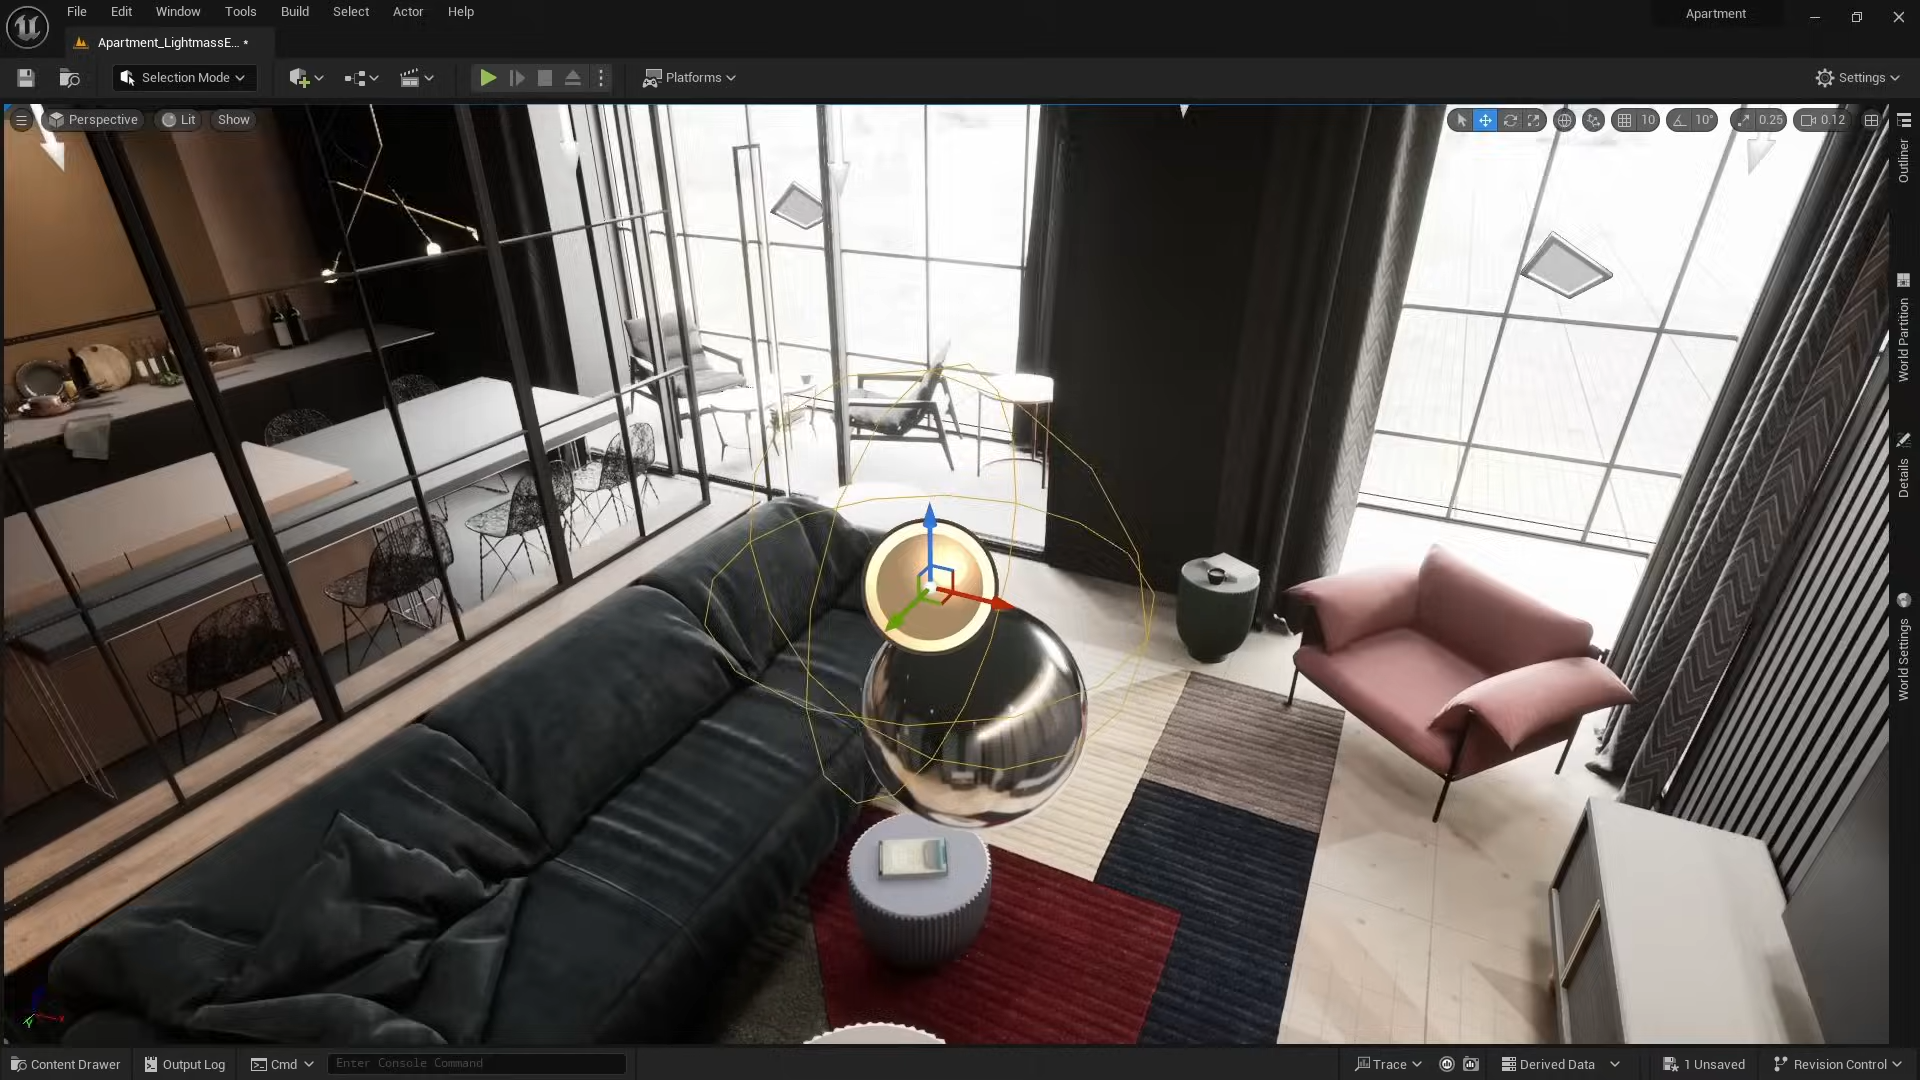 File Edit Window Tools Build Select Actor Help
Apartment
Apartment_LightmassE... •
Selection Mode
Platforms
Settings
Perspective Lit Show
10 10° 0.25 0.12
Outliner
World Partition
Details
World Settings
Content Drawer Output Log Cmd Enter Console Command
Trace Derived Data 1 Unsaved Revision Control